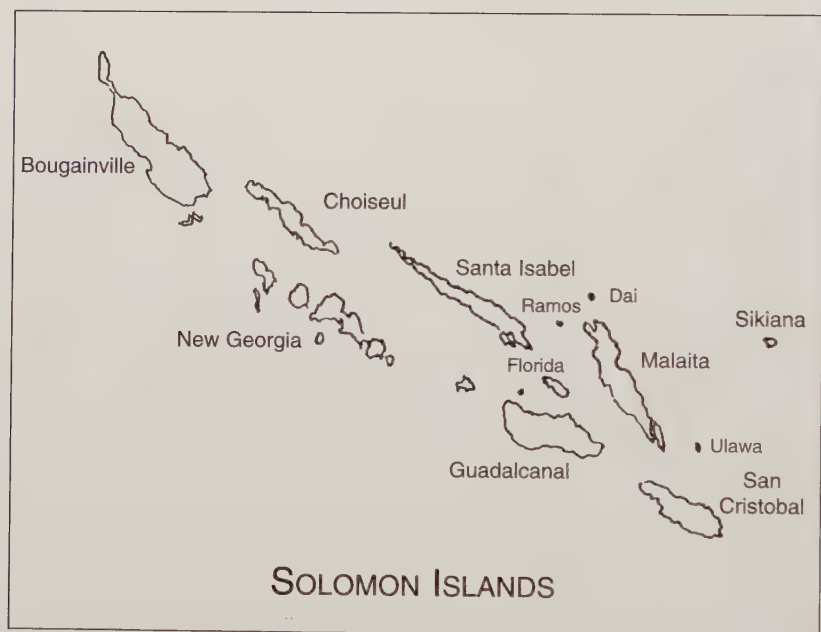 Bougainville
Choiseul
Santa Isabel
Dai
Ramos
Sikiana
New Georgia
Malaita
Florida
Ulawa
Guadalcanal
San
Cristobal
SOLOMON ISLANDS